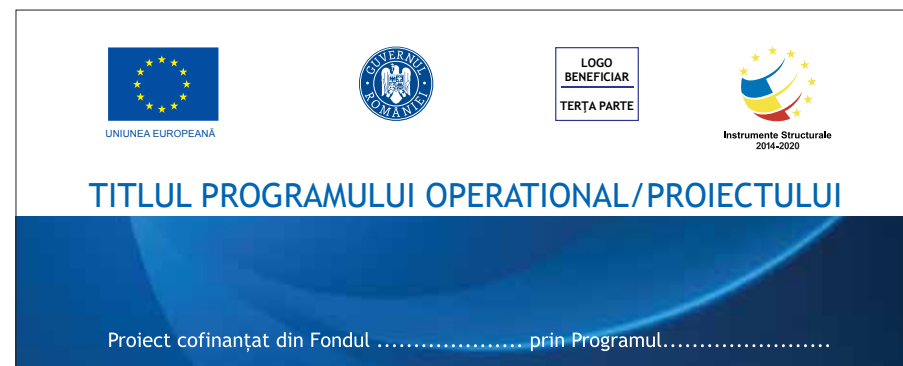 UNIUNEA EUROPEANĂ
GUVERNUL ROMÂNIEI
LOGO
BENEFICIAR
TERȚA PARTE
Instrumente Structurale
2014-2020
TITLUL PROGRAMULUI OPERATIONAL/PROIECTULUI
Proiect cofinanțat din Fondul .................... prin Programul.......................